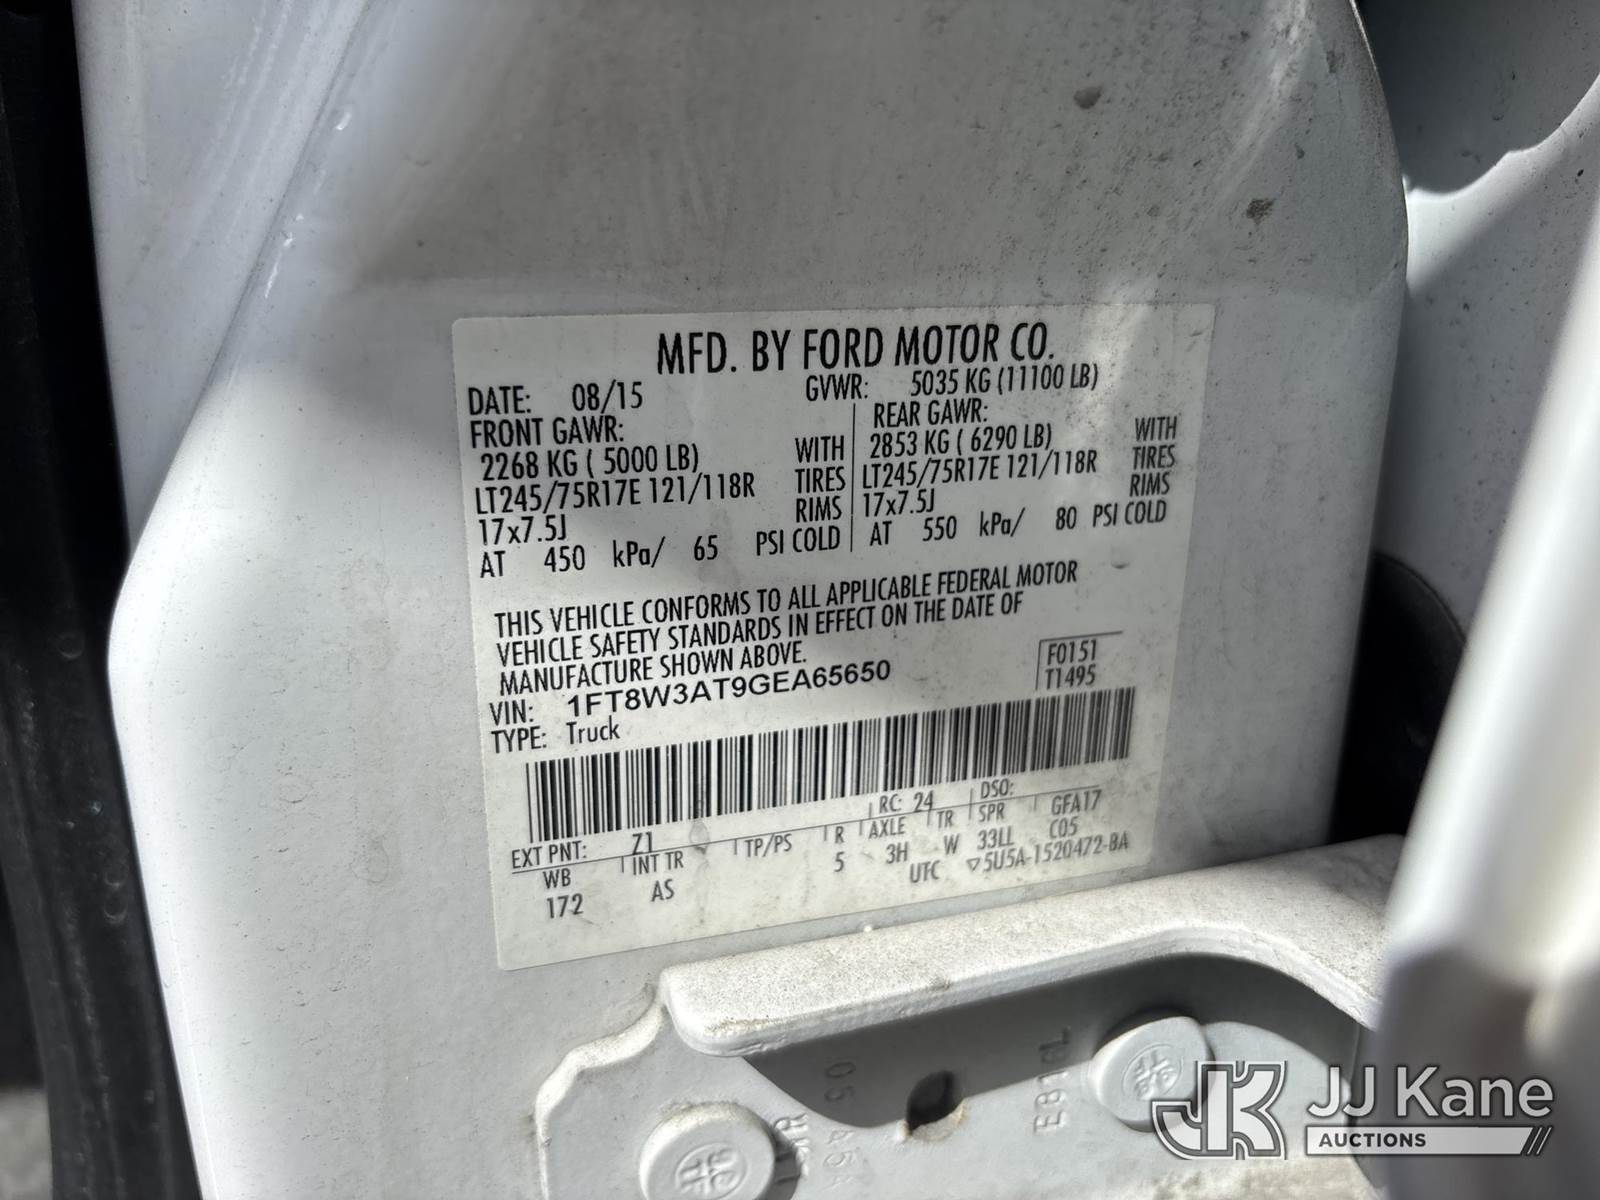 MFD. BY FORD MOTOR CO.
DATE: 08/15 GVWR: 5035 KG (11100 LB)
FRONT GAWR: REAR GAWR:
2268 KG ( 5000 LB) WITH 2853 KG ( 6290 LB) WITH
LT245/75R17E 121/118R TIRES LT245/75R17E 121/118R TIRES
17x7.5J RIMS 17x7.5J RIMS
AT 450 kPa/ 65 PSI COLD AT 550 kPa/ 80 PSI COLD
THIS VEHICLE CONFORMS TO ALL APPLICABLE FEDERAL MOTOR
VEHICLE SAFETY STANDARDS IN EFFECT ON THE DATE OF
MANUFACTURE SHOWN ABOVE.
VIN: 1FT8W3AT9GEA65650
F0151
T1495
TYPE: Truck
EXT PNT: Z1 RC: 24 DSO:
WB INT TR TP/PS R AXLE TR SPR GFA17
172 AS 5 3H W 33LL C05
UTC ▽5U5A-1520472-BA
JJ Kane
AUCTIONS